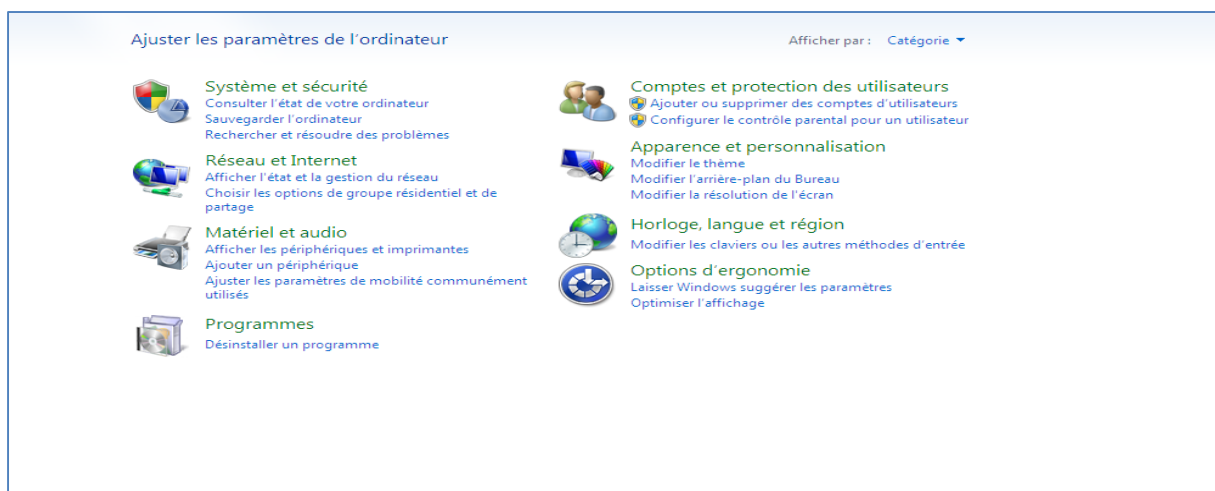 Ajuster les paramètres de l'ordinateur
Afficher par : Catégorie
Système et sécurité
Consulter l'état de votre ordinateur
Sauvegarder l'ordinateur
Rechercher et résoudre des problèmes
Réseau et Internet
Afficher l'état et la gestion du réseau
Choisir les options de groupe résidentiel et de
partage
Matériel et audio
Afficher les périphériques et imprimantes
Ajouter un périphérique
Ajuster les paramètres de mobilité communément
utilisés
Programmes
Désinstaller un programme
Comptes et protection des utilisateurs
Ajouter ou supprimer des comptes d'utilisateurs
Configurer le contrôle parental pour un utilisateur
Apparence et personnalisation
Modifier le thème
Modifier l'arrière-plan du Bureau
Modifier la résolution de l'écran
Horloge, langue et région
Modifier les claviers ou les autres méthodes d'entrée
Options d'ergonomie
Laisser Windows suggérer les paramètres
Optimiser l'affichage